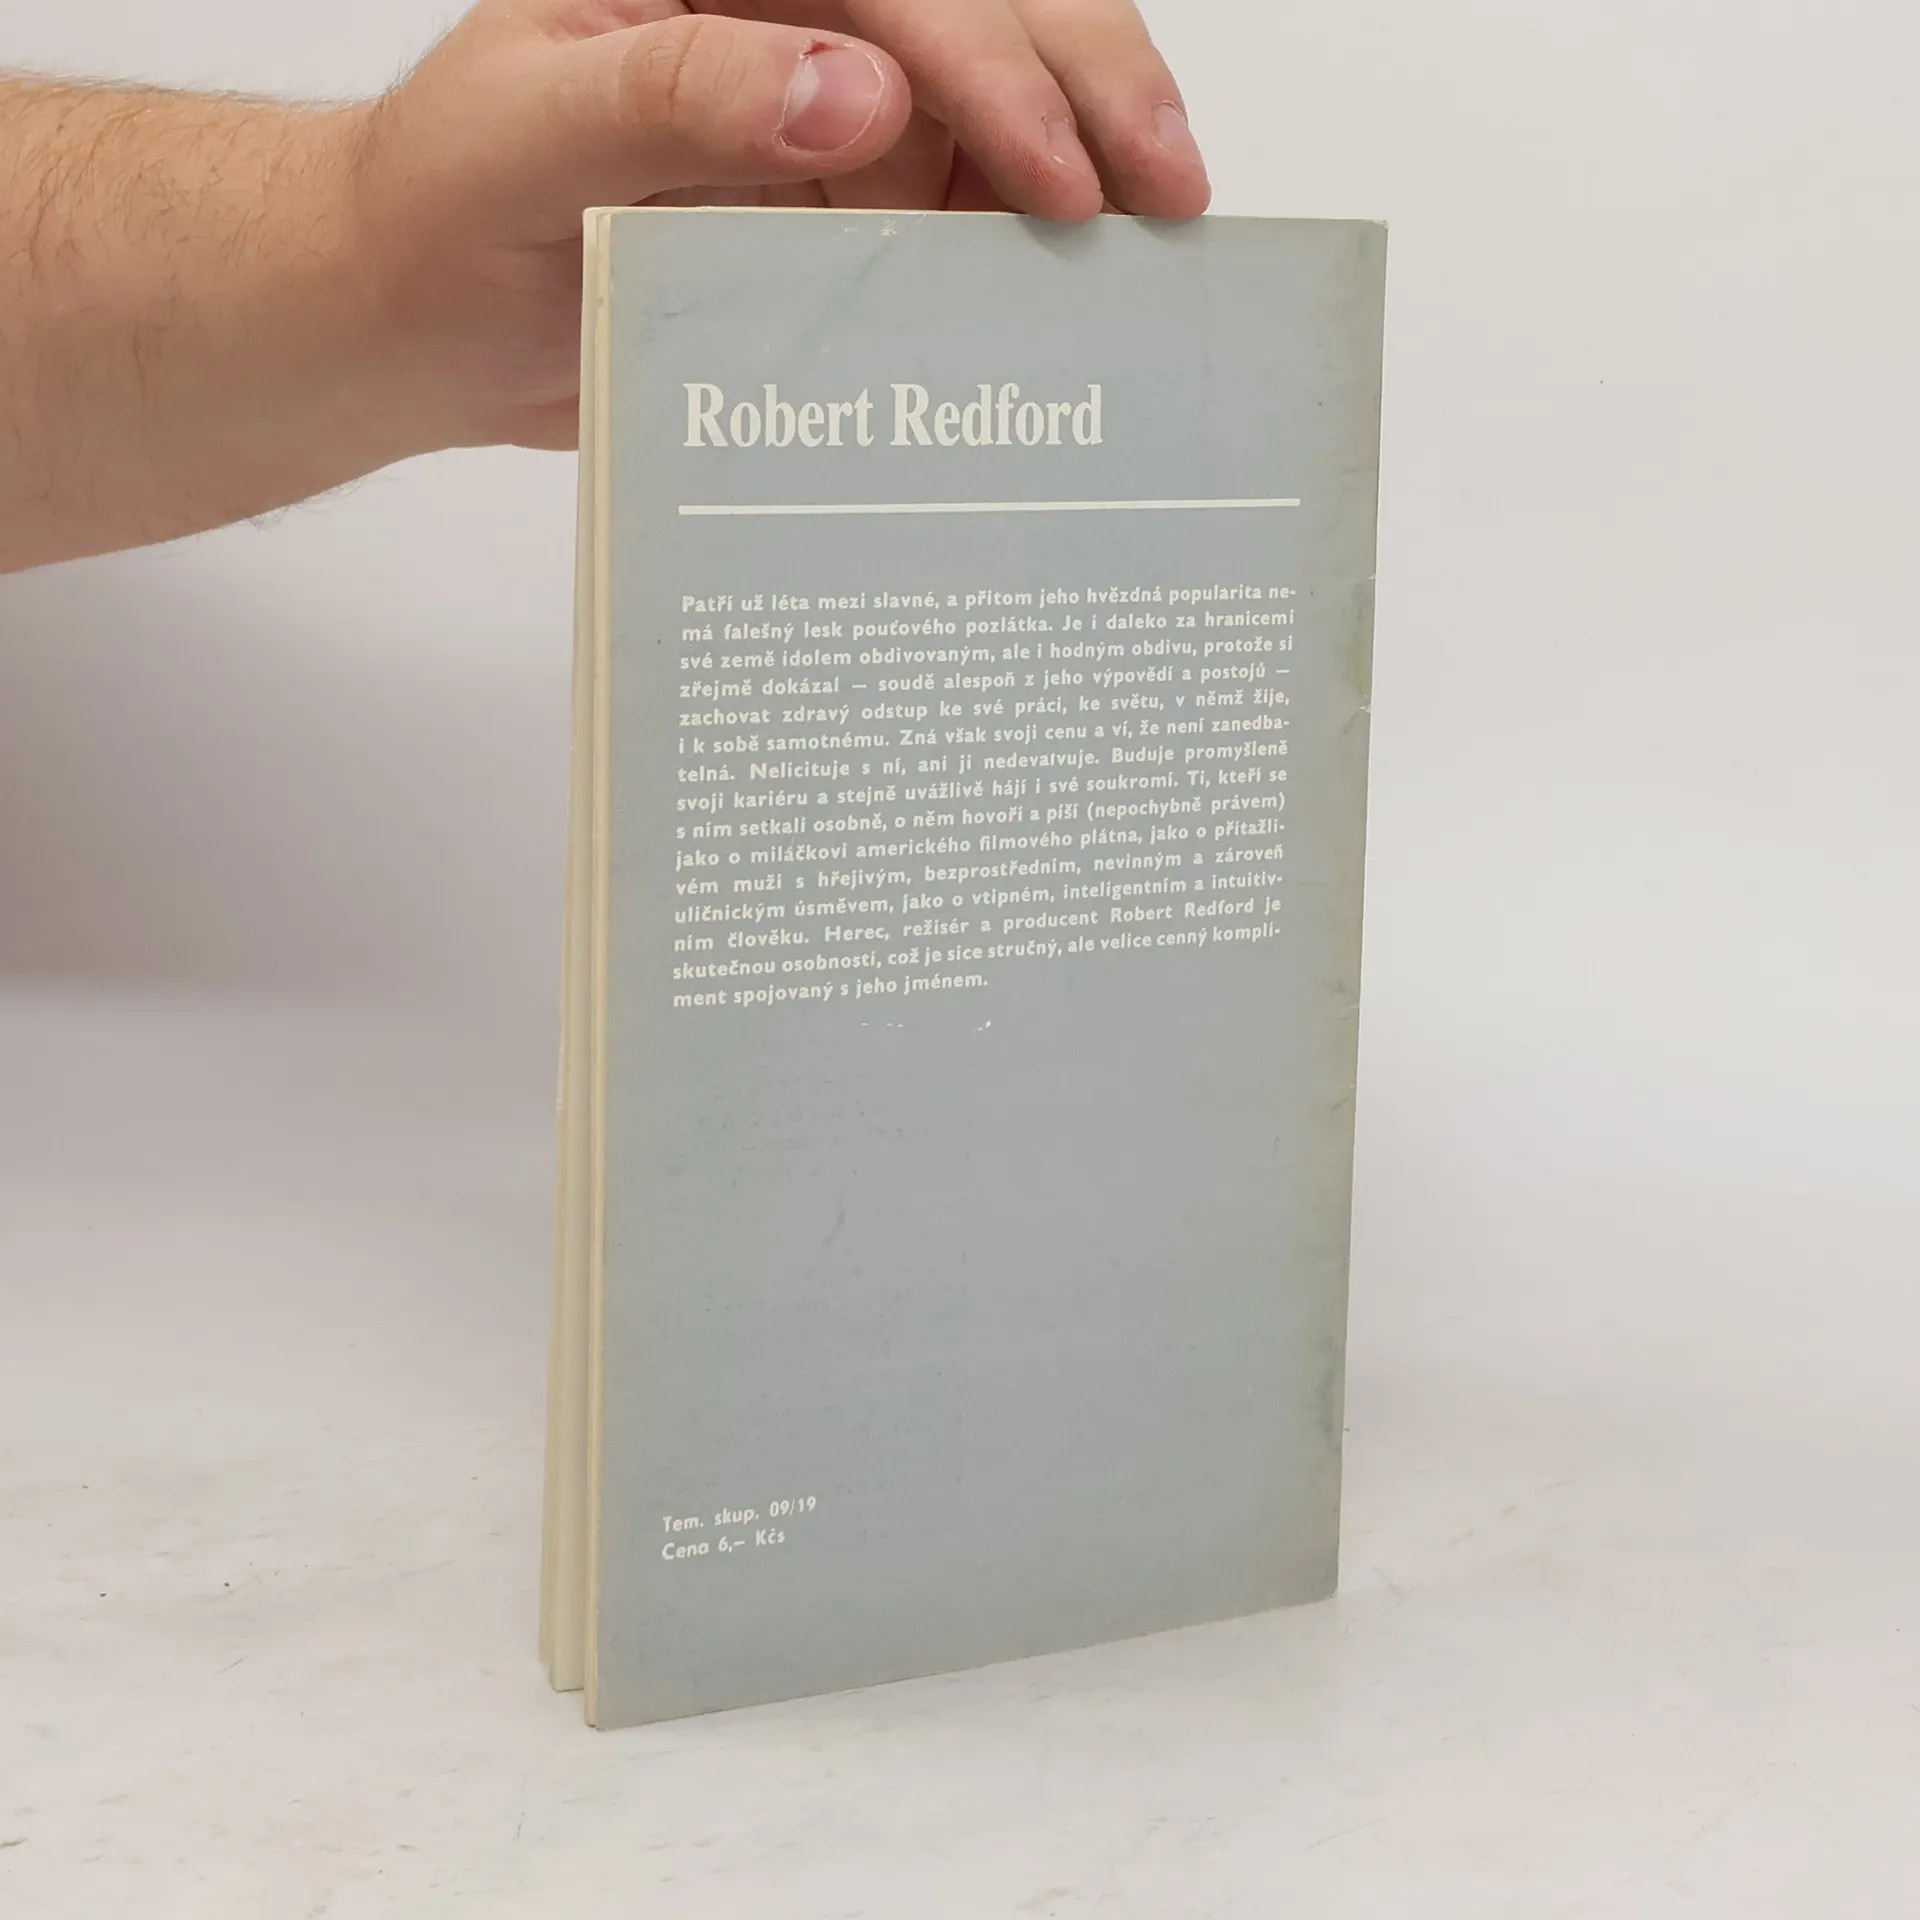 Robert Redford
Patří už léta mezi slavné, a přitom jeho hvězdná popularita ne-
má falešný lesk pouťového pozlátka. Je i daleko za hranicemi
své země idolem obdivovaným, ale i hodným obdivu, protože si
zřejmě dokázal — soudě alespoň z jeho výpovědí a postojů —
zachovat zdravý odstup ke své práci, ke světu, v němž žije,
i k sobě samotnému. Zná však svoji cenu a ví, že není zanedba-
telná. Nelicituje s ní, ani ji nedevalvuje. Buduje promyšleně
svoji kariéru a stejně uvážlivě hájí i své soukromí. Ti, kteří se
s ním setkali osobně, o něm hovoří a píší (nepochybně právem)
jako o miláčkovi amerického filmového plátna, jako o přitažli-
vém muži s hřejivým, bezprostředním, nevinným a zároveň
uličnickým úsměvem, jako o vtipném, inteligentním a intuitiv-
ním člověku. Herec, režisér a producent Robert Redford je
skutečnou osobností, což je sice stručný, ale velice cenný kompli-
ment spojovaný s jeho jménem.
Tem. skup. 09/19
Cena 6,– Kčs